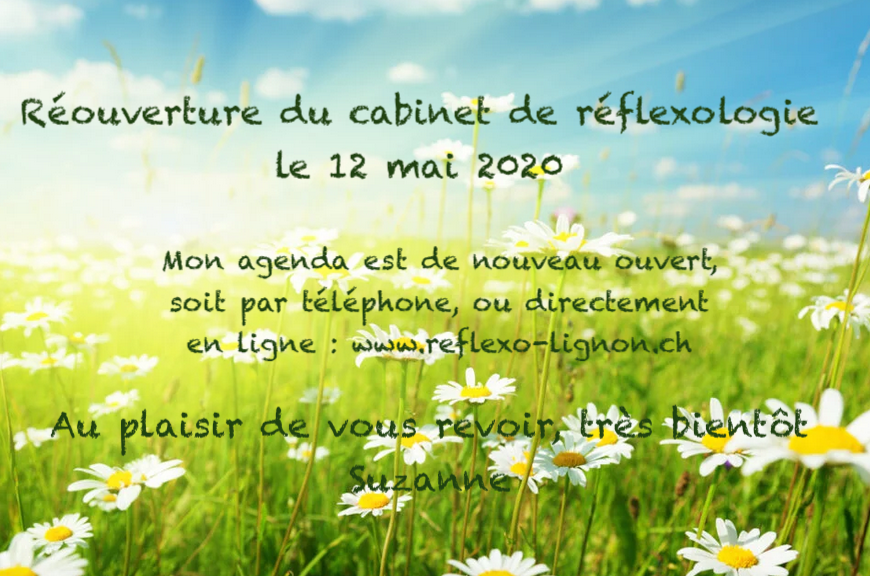 Réouverture du cabinet de réflexologie
le 12 mai 2020
Mon agenda est de nouveau ouvert,
soit par téléphone, ou directement
en ligne : www.reflexo-lignon.ch
Au plaisir de vous revoir, très bientôt
Suzanne